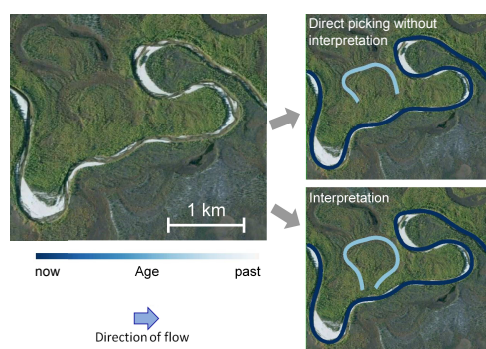 Direct picking without
interpretation
1 km
Interpretation
now Age past
Direction of flow